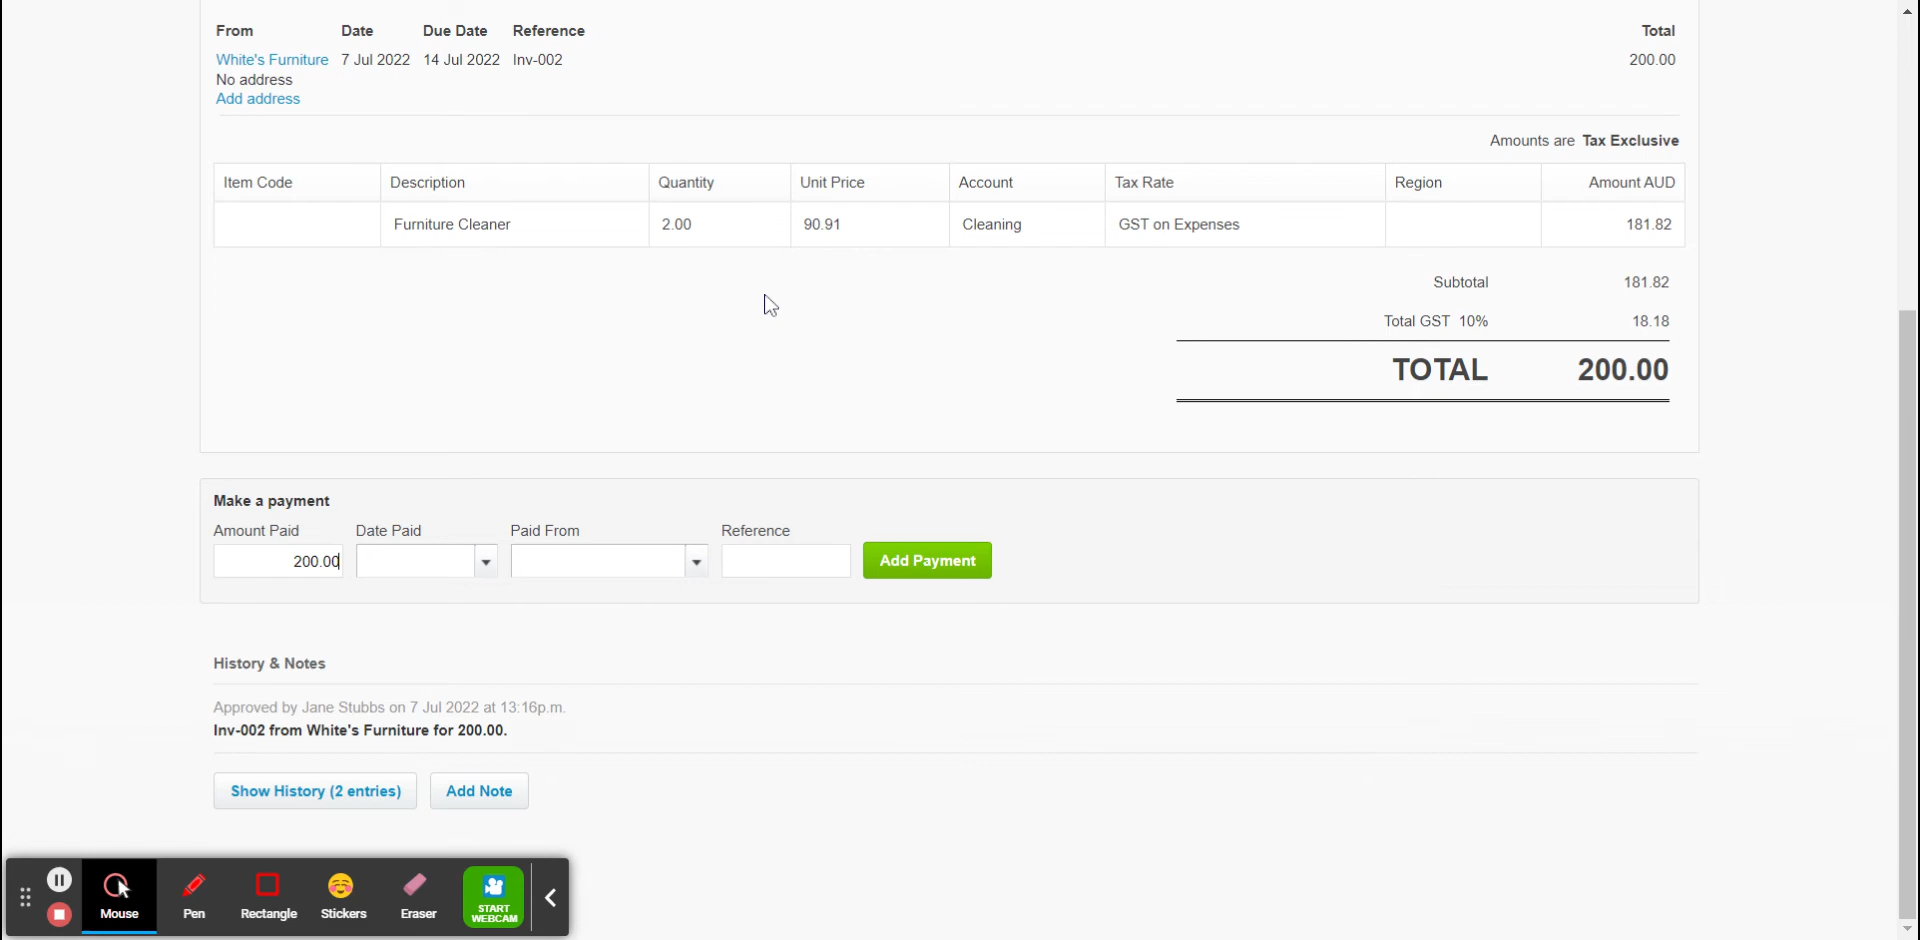 From Date Due Date Reference Total
White's Furniture 7 Jul 2022 14 Jul 2022 Inv-002 200.00
No address
Add address
Amounts are Tax Exclusive
Item Code Description Quantity Unit Price Account Tax Rate Region Amount AUD
Furniture Cleaner 2.00 90.91 Cleaning GST on Expenses 181.82
Subtotal 181.82
Total GST 10% 18.18
TOTAL 200.00
Make a payment
Amount Paid Date Paid Paid From Reference
200.00 Add Payment
History & Notes
Approved by Jane Stubbs on 7 Jul 2022 at 13:16p.m.
Inv-002 from White's Furniture for 200.00.
Show History (2 entries) Add Note
Mouse Pen Rectangle Stickers Eraser START
WEBCAM